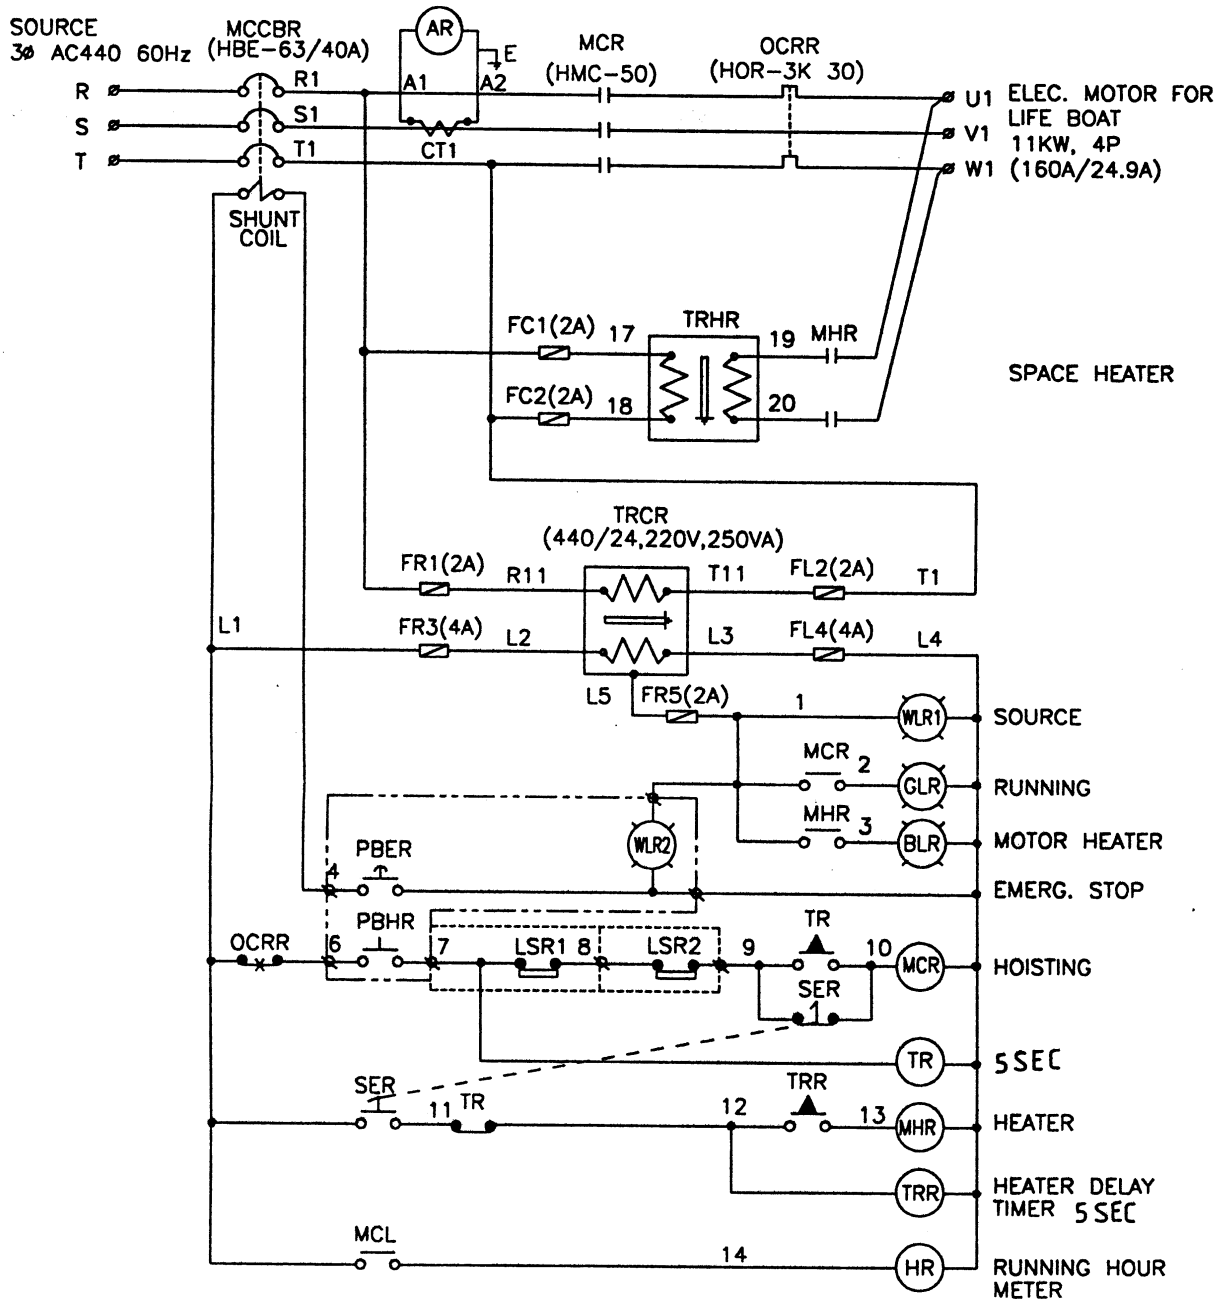 SOURCE
3ø AC440 60Hz
MCCBR
(HBE-63/40A)
AR
E
MCR
(HMC-50)
OCRR
(HOR-3K 30)
R
R1
A1
A2
U1
ELEC. MOTOR FOR
LIFE BOAT
11KW, 4P
(160A/24.9A)
S
S1
V1
T
T1
CT1
W1
SHUNT
COIL
FC1(2A)
17
TRHR
19
MHR
FC2(2A)
18
20
SPACE HEATER
TRCR
(440/24,220V,250VA)
FR1(2A)
R11
T11
FL2(2A)
T1
L1
FR3(4A)
L2
L3
FL4(4A)
L4
L5
FR5(2A)
1
WLR1
SOURCE
MCR
2
GLR
RUNNING
MHR
3
BLR
MOTOR HEATER
WLR2
PBER
4
EMERG. STOP
PBHR
OCRR
6
7
LSR1
8
LSR2
9
TR
10
MCR
HOISTING
SER
TR
5 SEC
SER
11
TR
12
TRR
13
MHR
HEATER
TRR
HEATER DELAY
TIMER 5 SEC
MCL
14
HR
RUNNING HOUR
METER